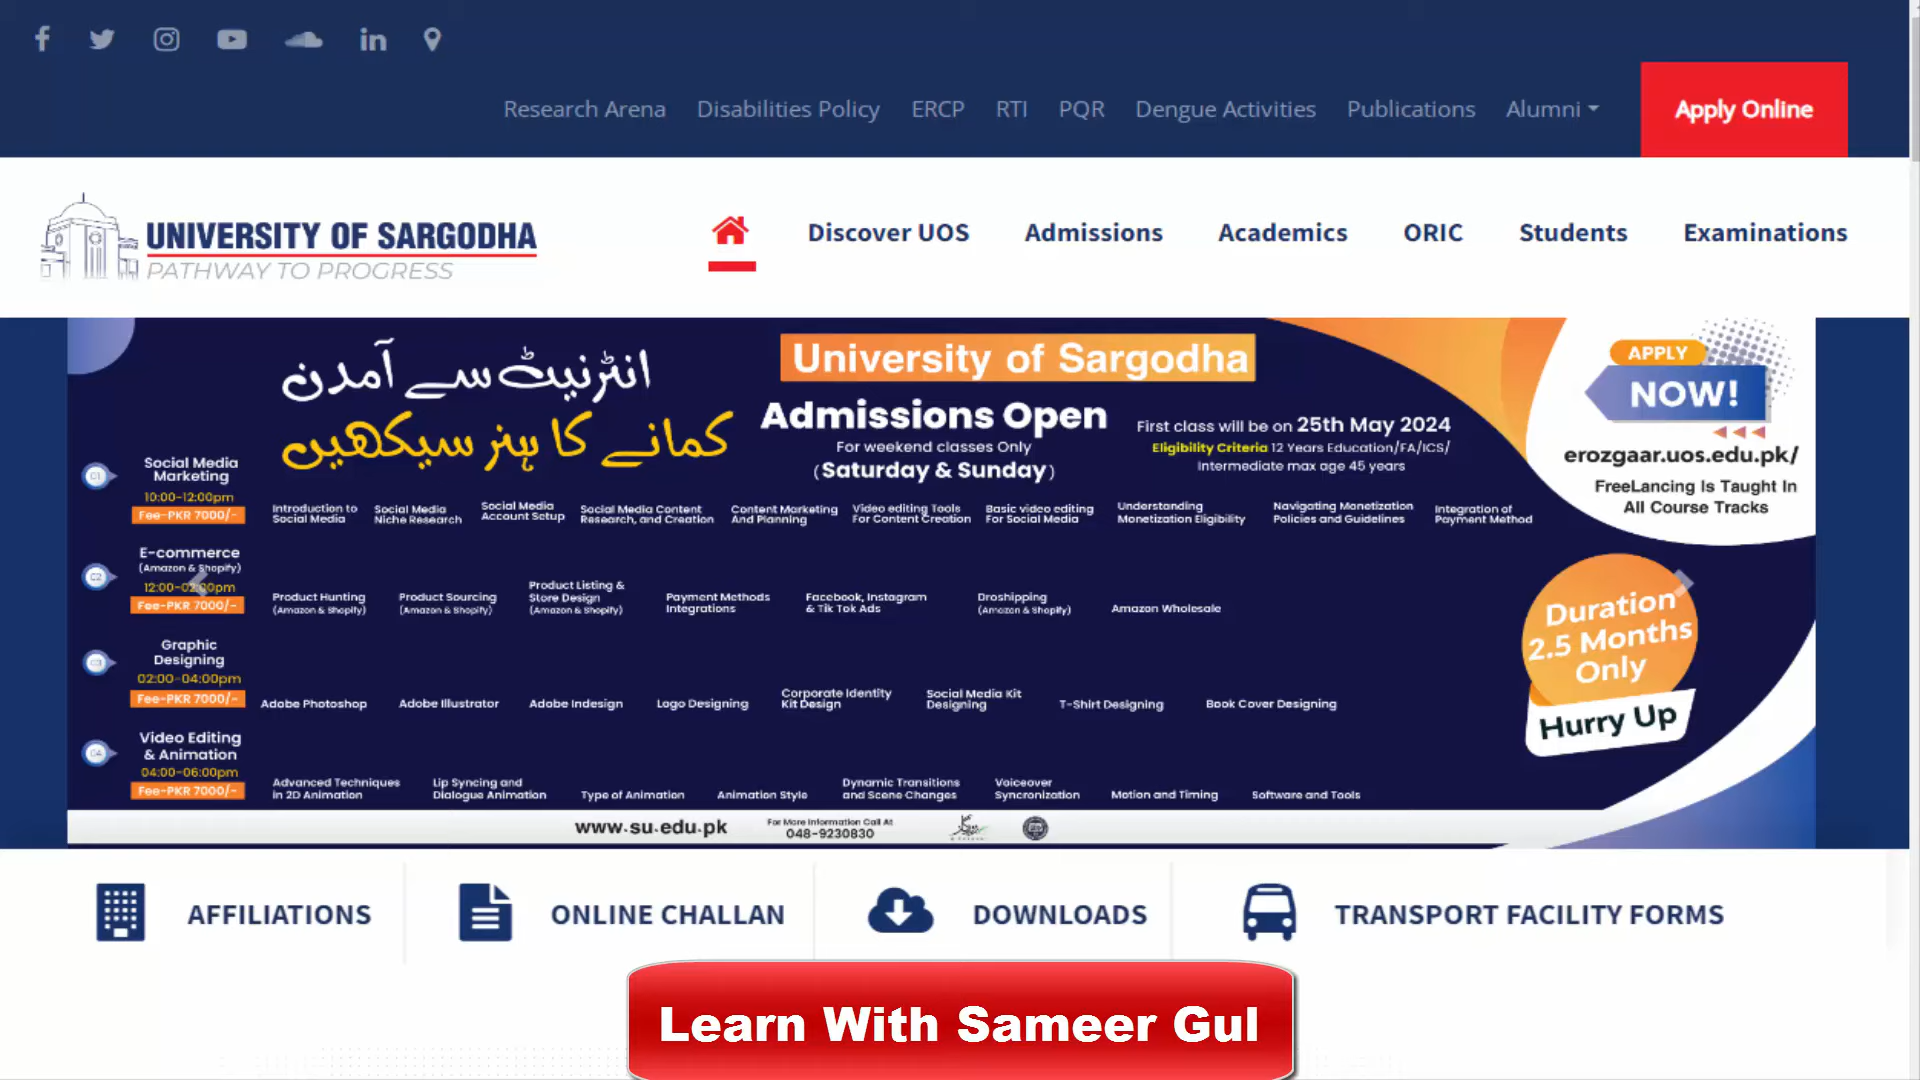 Research Arena Disabilities Policy ERCP RTI PQR Dengue Activities Publications Alumni Apply Online
UNIVERSITY OF SARGODHA
PATHWAY TO PROGRESS
Discover UOS Admissions Academics ORIC Students Examinations
انٹرنیٹ سے آمدن
کمانے کا ہنر سیکھیں
University of Sargodha
Admissions Open
For weekend classes Only
(Saturday & Sunday)
First class will be on 25th May 2024
Eligibility Criteria 12 Years Education/FA/ICS/
Intermediate max age 45 years
APPLY
NOW!
erozgaar.uos.edu.pk/
FreeLancing Is Taught In
All Course Tracks
01
Social Media
Marketing
10:00-12:00pm
Fee-PKR 7000/-
Introduction to
Social Media
Social Media
Niche Research
Social Media
Account Setup
Social Media Content
Research, and Creation
Content Marketing
And Planning
Video editing Tools
For Content Creation
Basic video editing
For Social Media
Understanding
Monetization Eligibility
Navigating Monetization
Policies and Guidelines
Integration of
Payment Method
02
E-commerce
(Amazon & Shopify)
12:00-02:00pm
Fee-PKR 7000/-
Product Hunting
(Amazon & Shopify)
Product Sourcing
(Amazon & Shopify)
Product Listing &
Store Design
(Amazon & Shopify)
Payment Methods
Integrations
Facebook, Instagram
& Tik Tok Ads
Droshipping
(Amazon & Shopify)
Amazon Wholesale
03
Graphic
Designing
02:00-04:00pm
Fee-PKR 7000/-
Adobe Photoshop
Adobe Illustrator
Adobe Indesign
Logo Designing
Corporate Identity
Kit Design
Social Media Kit
Designing
T-Shirt Designing
Book Cover Designing
04
Video Editing
& Animation
04:00-06:00pm
Fee-PKR 7000/-
Advanced Techniques
in 2D Animation
Lip Syncing and
Dialogue Animation
Type of Animation
Animation Style
Dynamic Transitions
and Scene Changes
Voiceover
Syncronization
Motion and Timing
Software and Tools
Duration
2.5 Months
Only
Hurry Up
www.su.edu.pk
For More Information Call At
048-9230830
AFFILIATIONS ONLINE CHALLAN DOWNLOADS TRANSPORT FACILITY FORMS
Learn With Sameer Gul